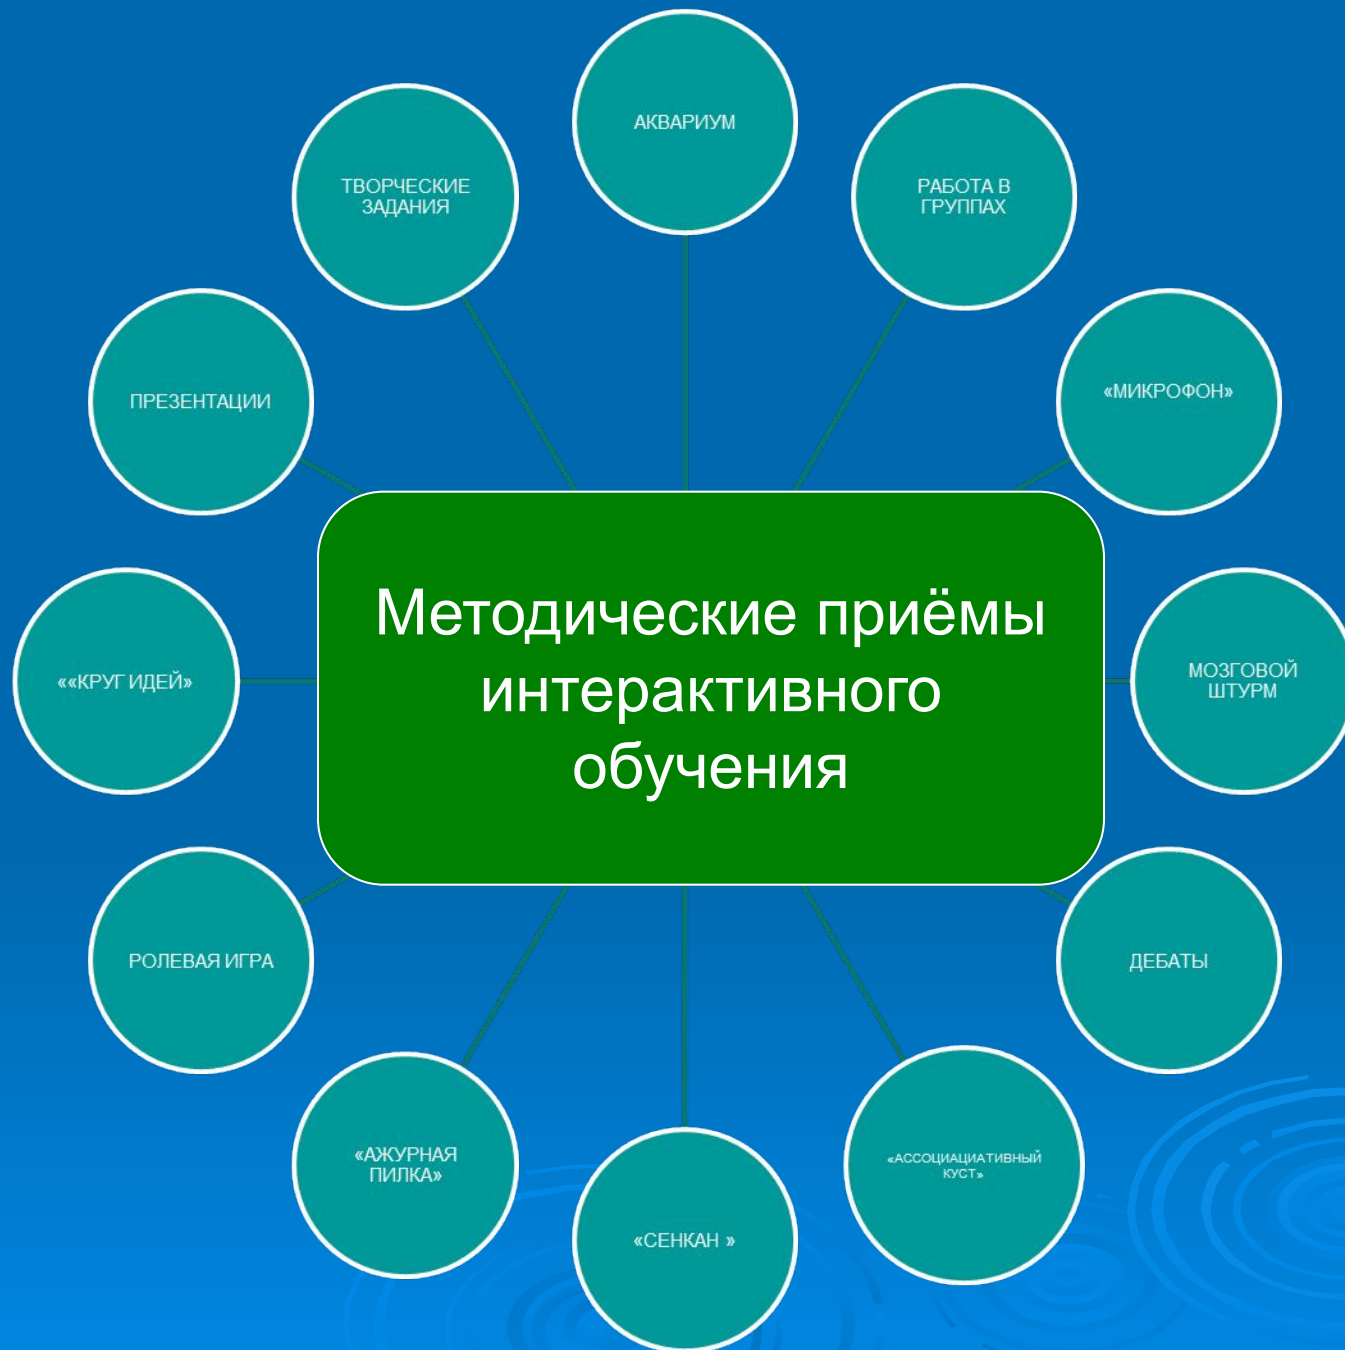 АКВАРИУМ
ТВОРЧЕСКИЕ
ЗАДАНИЯ
РАБОТА В
ГРУППАХ
ПРЕЗЕНТАЦИИ
«МИКРОФОН»
Методические приёмы
интерактивного
обучения
««КРУГ ИДЕЙ»
МОЗГОВОЙ
ШТУРМ
РОЛЕВАЯ ИГРА
ДЕБАТЫ
«АЖУРНАЯ
ПИЛКА»
«АССОЦИАЦИАТИВНЫЙ
КУСТ»
«СЕНКАН »